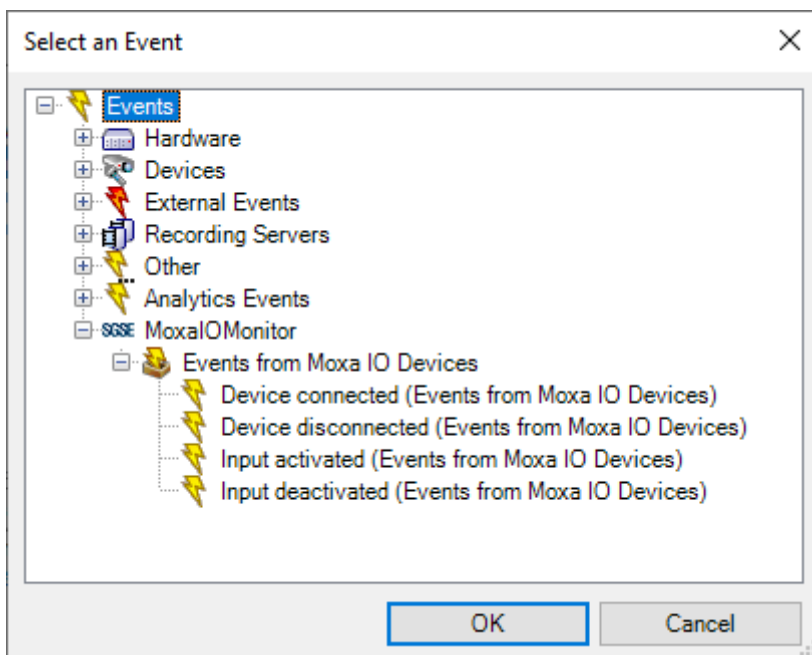 Select an Event
Events
Hardware
Devices
External Events
Recording Servers
Other
Analytics Events
SGSE MoxaIOMonitor
Events from Moxa IO Devices
Device connected (Events from Moxa IO Devices)
Device disconnected (Events from Moxa IO Devices)
Input activated (Events from Moxa IO Devices)
Input deactivated (Events from Moxa IO Devices)
OK Cancel